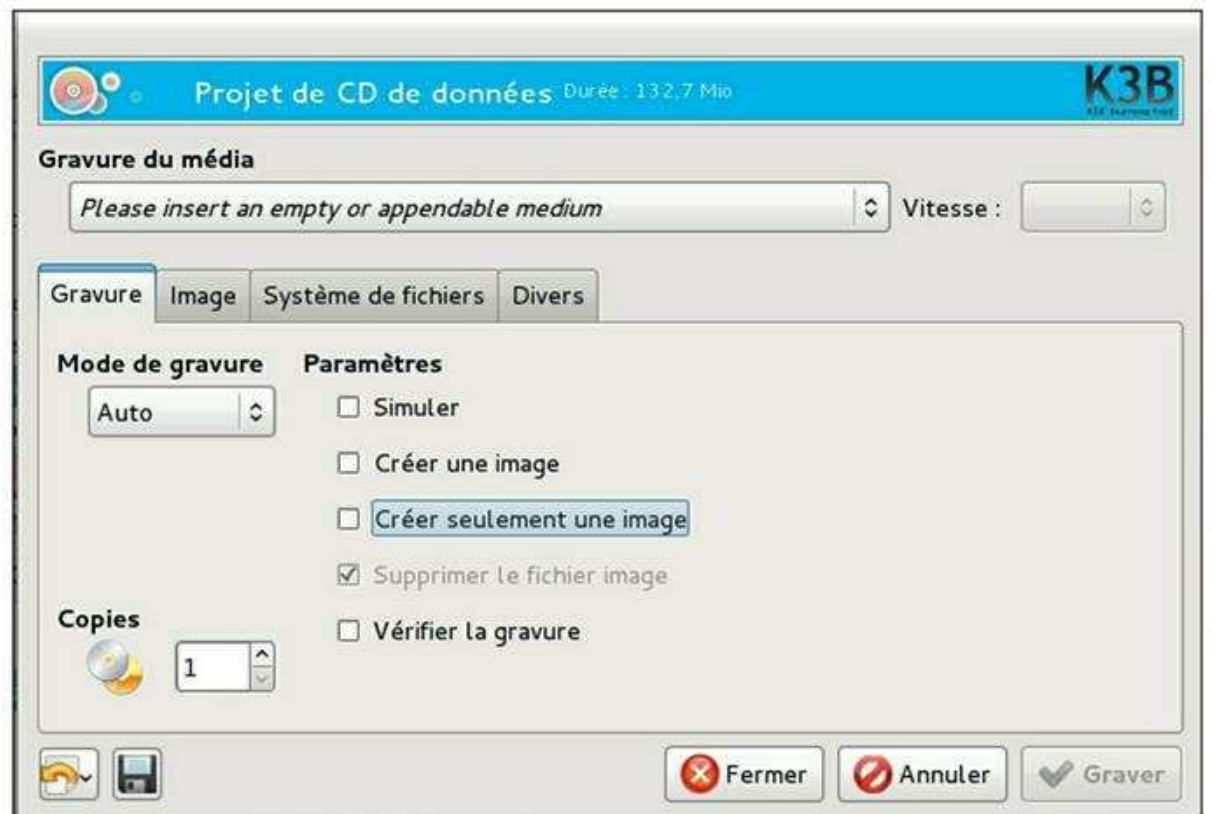 Projet de CD de données Durée : 132,7 Mio
K3B
Gravure du média
Please insert an empty or appendable medium
Vitesse :
Gravure
Image
Système de fichiers
Divers
Mode de gravure
Auto
Paramètres
Simuler
Créer une image
Créer seulement une image
Supprimer le fichier image
Vérifier la gravure
Copies
1
Fermer
Annuler
Graver